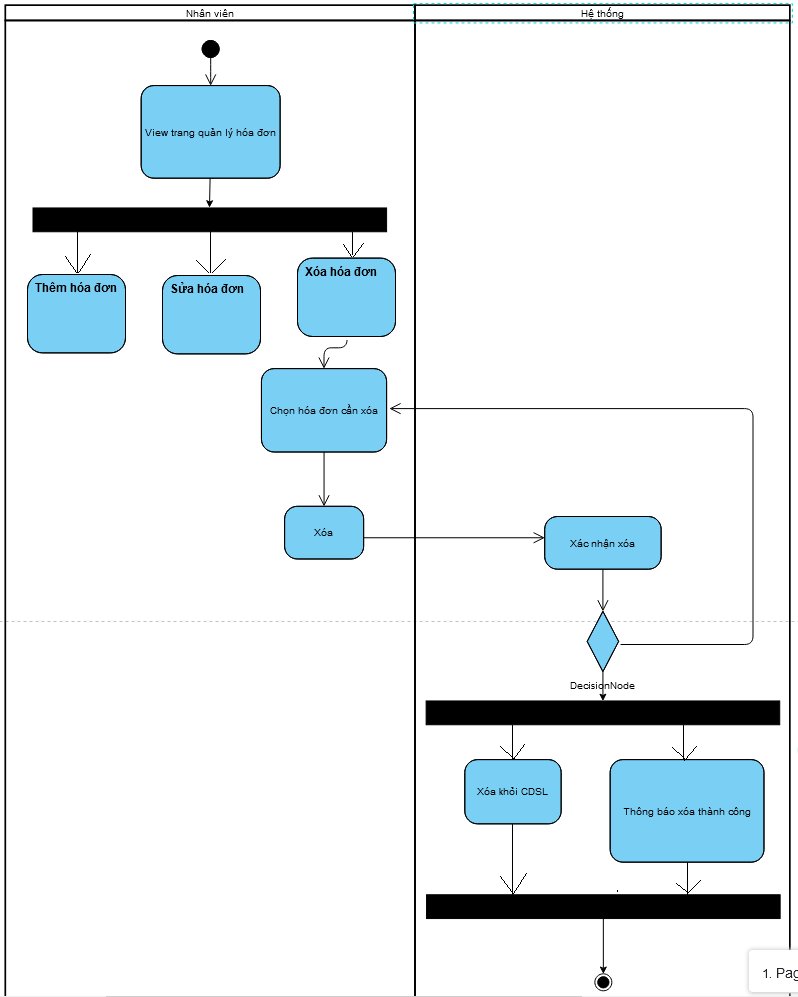 Nhân viên
Hệ thống
View trang quản lý hóa đơn
Thêm hóa đơn
Sửa hóa đơn
Xóa hóa đơn
Chọn hóa đơn cần xóa
Xóa
Xác nhận xóa
DecisionNode
Xóa khỏi CDSL
Thông báo xóa thành công
1. Pag